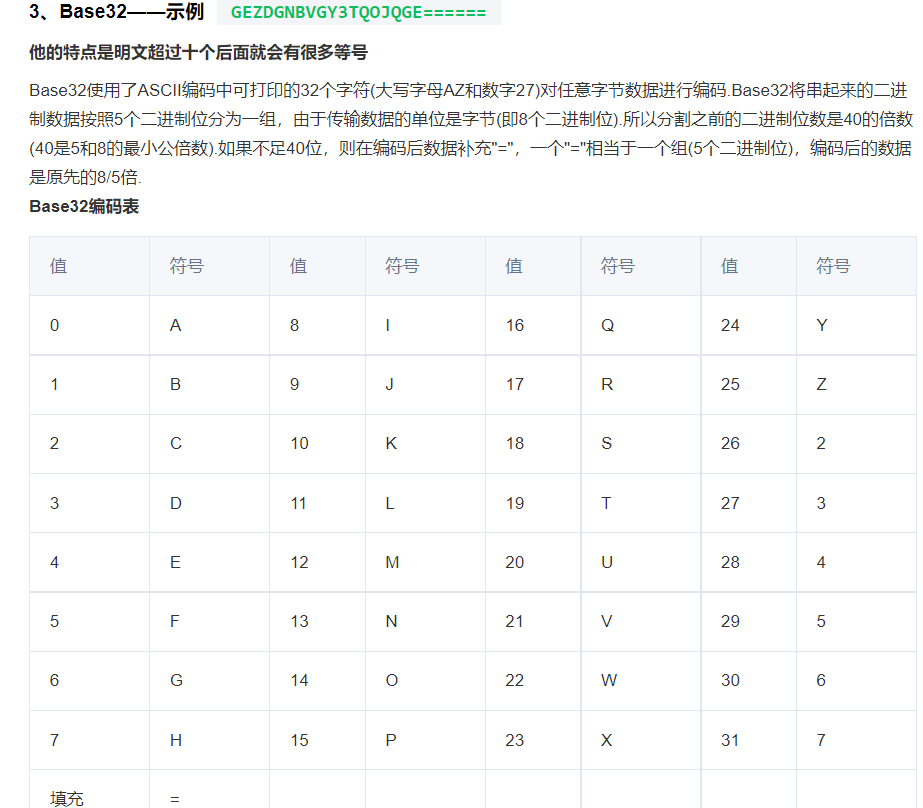 3、Base32——示例 GEZDGNBVGY3TQOJQGE======
他的特点是明文超过十个后面就会有很多等号
Base32使用了ASCII编码中可打印的32个字符(大写字母AZ和数字27)对任意字节数据进行编码.Base32将串起来的二进
制数据按照5个二进制位分为一组，由于传输数据的单位是字节(即8个二进制位).所以分割之前的二进制位数是40的倍数
(40是5和8的最小公倍数).如果不足40位，则在编码后数据补充"="，一个"="相当于一个组(5个二进制位)，编码后的数据
是原先的8/5倍.
Base32编码表
值 符号 值 符号 值 符号 值 符号
0 A 8 I 16 Q 24 Y
1 B 9 J 17 R 25 Z
2 C 10 K 18 S 26 2
3 D 11 L 19 T 27 3
4 E 12 M 20 U 28 4
5 F 13 N 21 V 29 5
6 G 14 O 22 W 30 6
7 H 15 P 23 X 31 7
填充 =